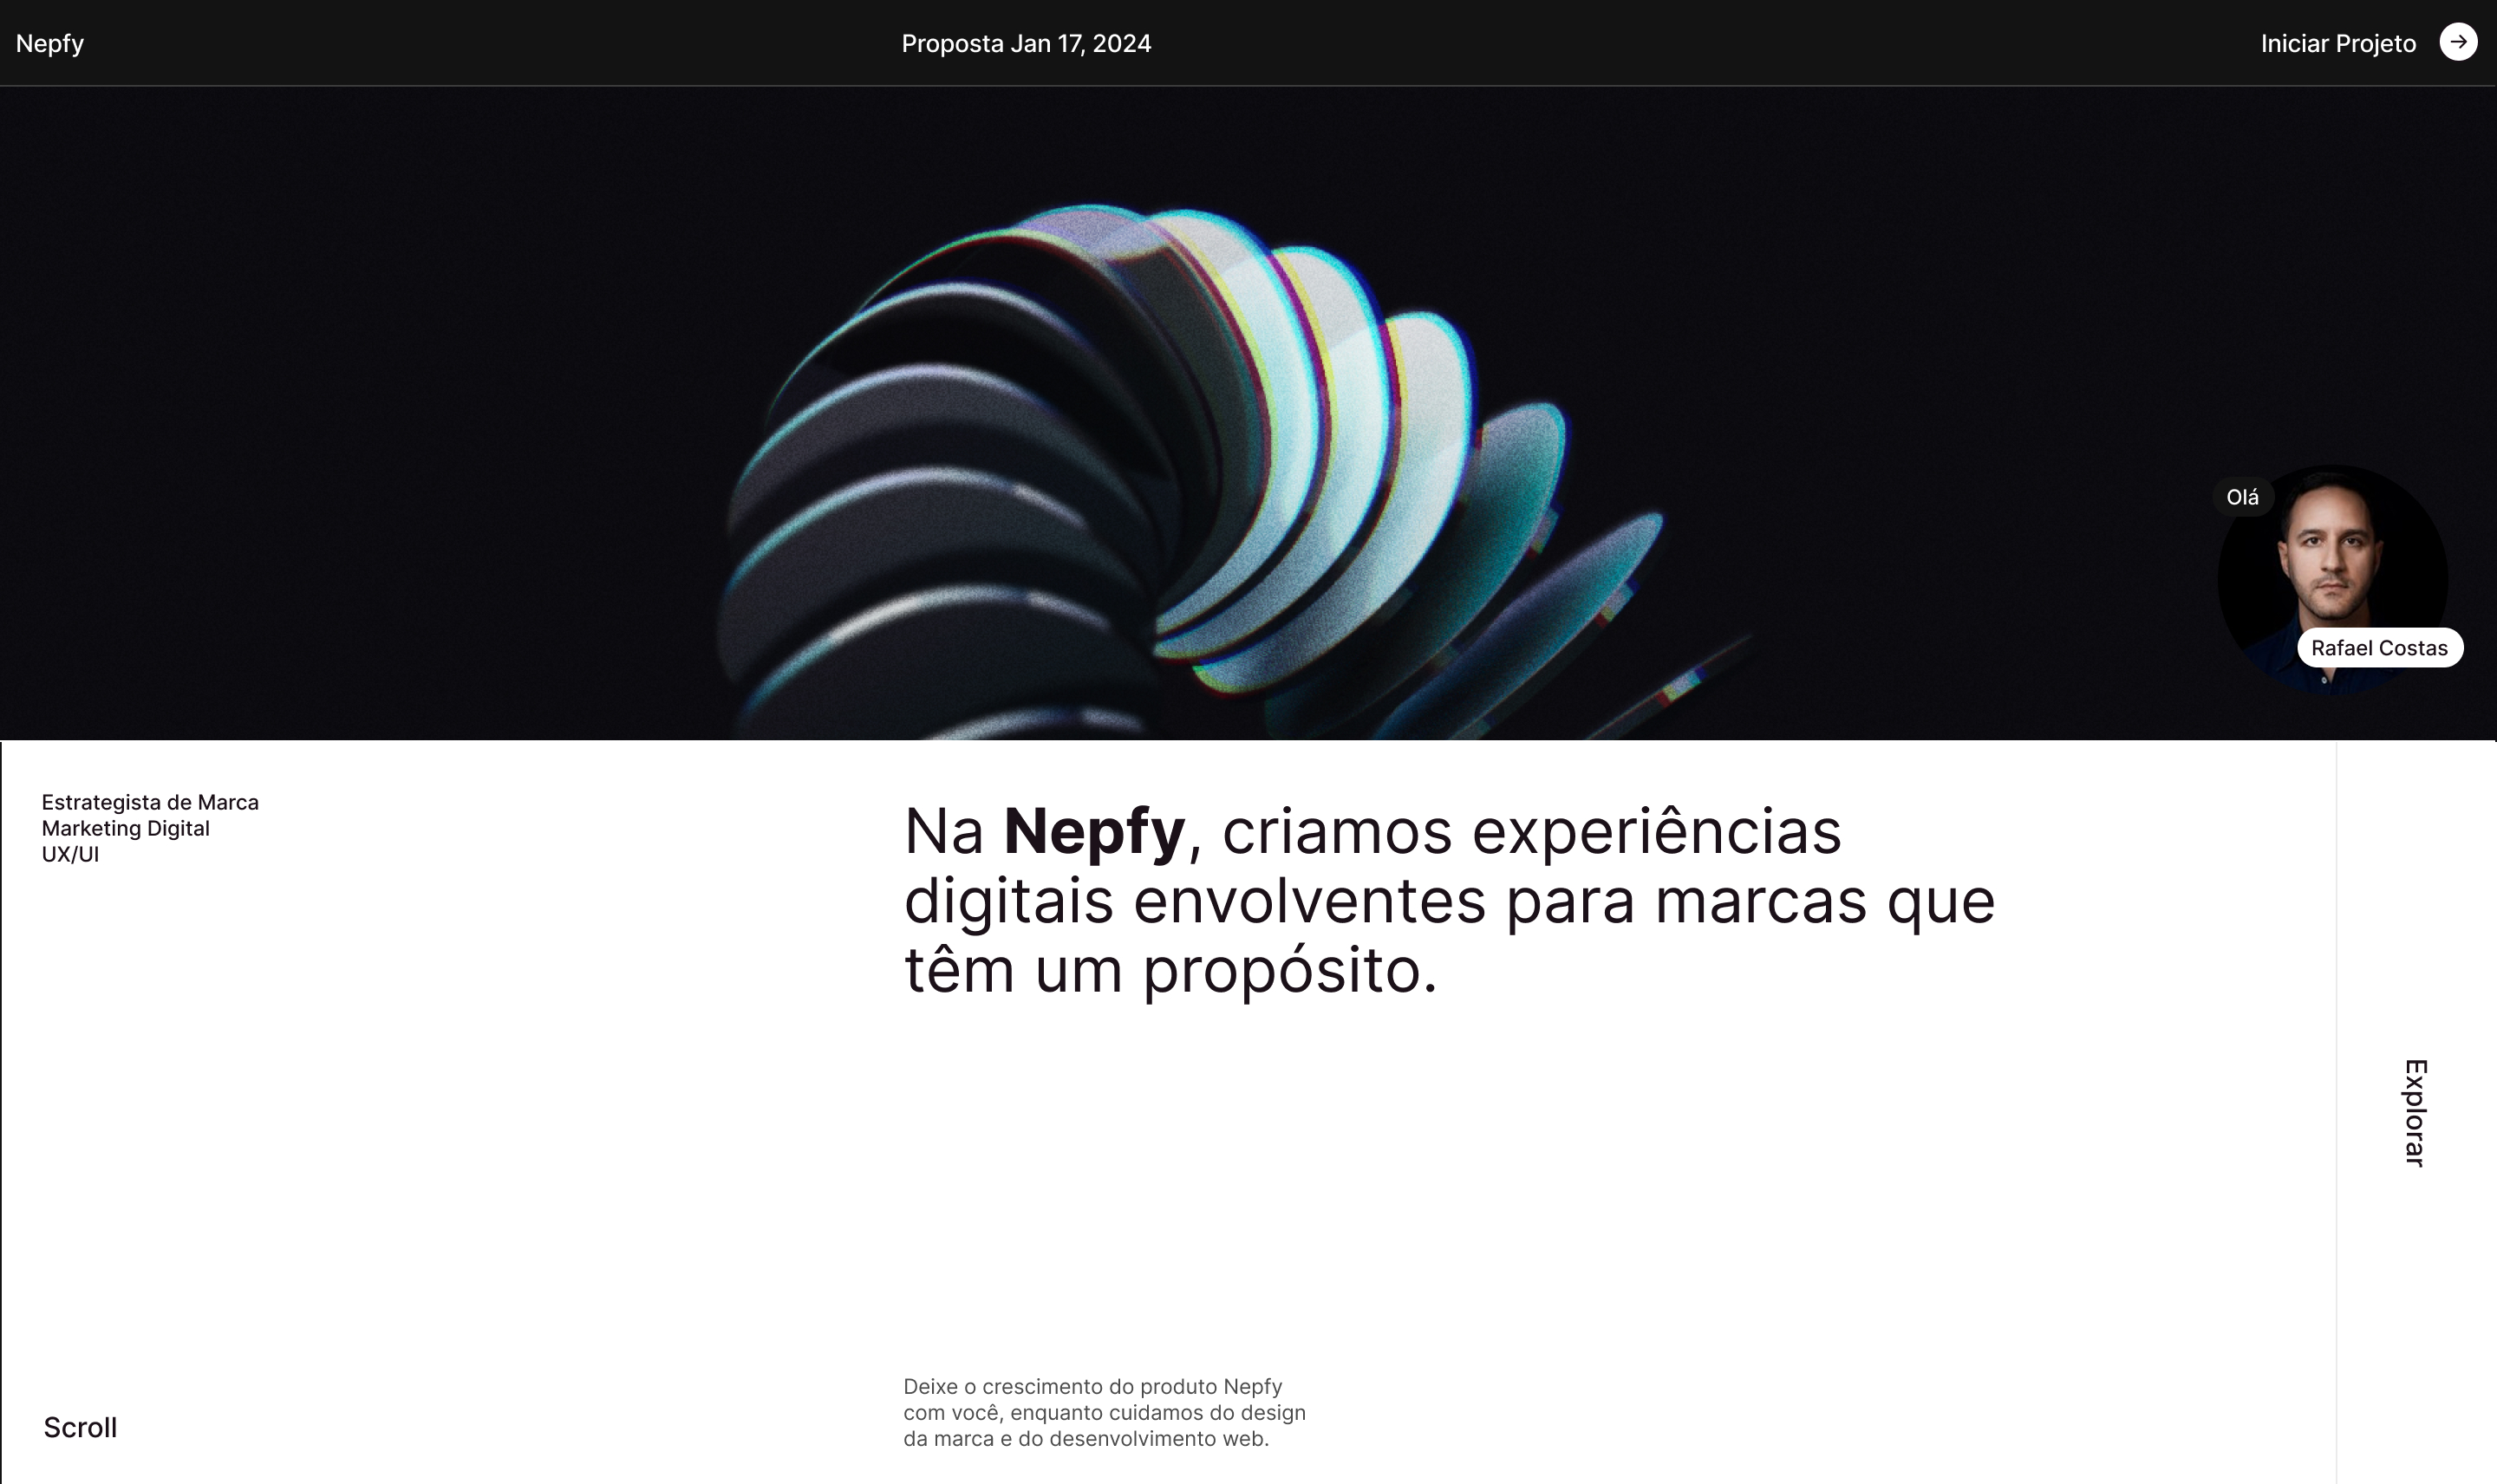 Nepfy
Proposta Jan 17, 2024
Iniciar Projeto
Olá
Rafael Costas
Estrategista de Marca
Marketing Digital
UX/UI
Na Nepfy, criamos experiências
digitais envolventes para marcas que
têm um propósito.
Explorar
Deixe o crescimento do produto Nepfy
com você, enquanto cuidamos do design
da marca e do desenvolvimento web.
Scroll